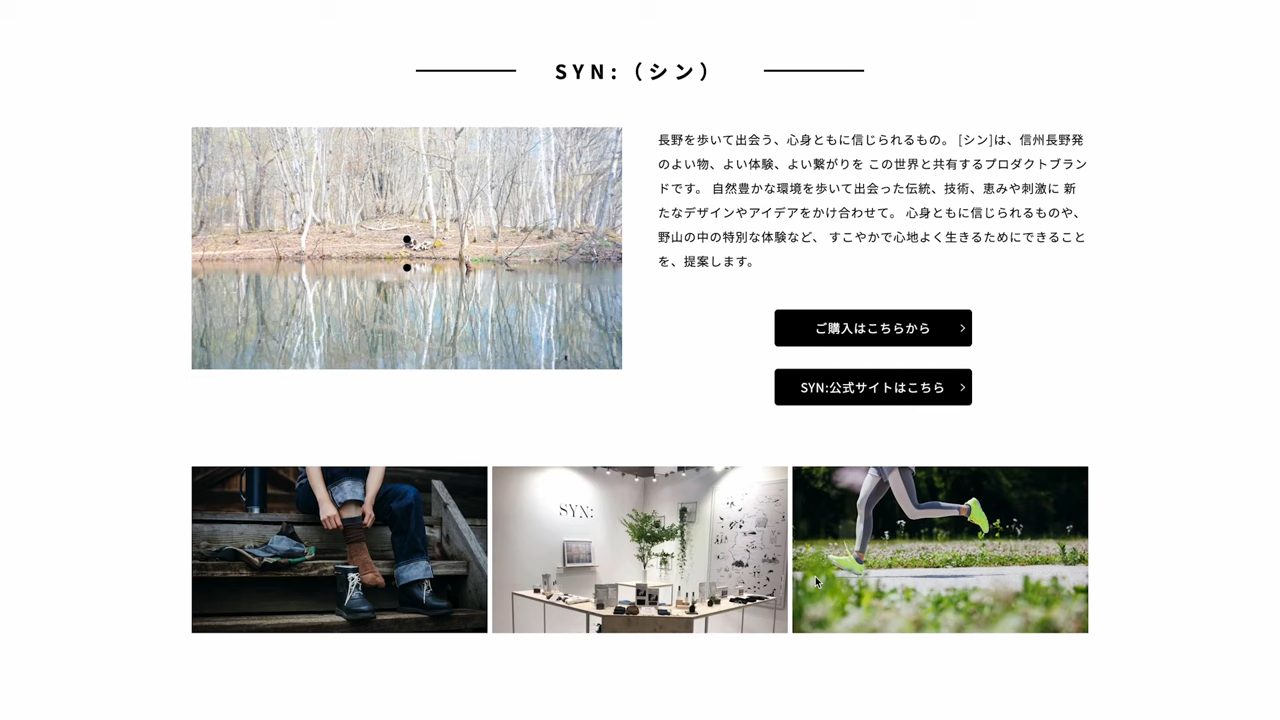 SYN:（シン）
長野を歩いて出会う、心身ともに信じられるもの。 [シン]は、信州長野発
のよい物、よい体験、よい繋がりを この世界と共有するプロダクトブラン
ドです。 自然豊かな環境を歩いて出会った伝統、技術、恵みや刺激に 新
たなデザインやアイデアをかけ合わせて。 心身ともに信じられるものや、
野山の中の特別な体験など、 すこやかで心地よく生きるためにできること
を、提案します。
ご購入はこちらから
SYN:公式サイトはこちら
SYN: